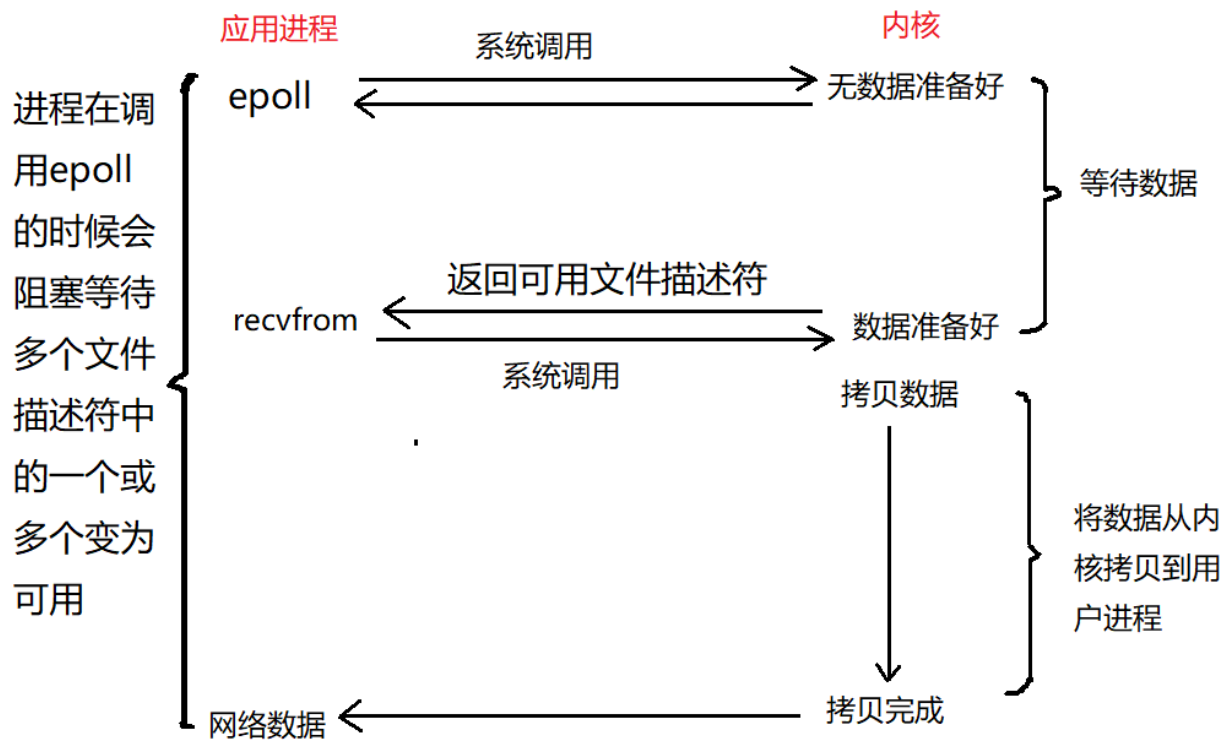 应用进程
内核
系统调用
epoll
无数据准备好
进程在调
用epoll
的时候会
阻塞等待
多个文件
描述符中
的一个或
多个变为
可用
等待数据
返回可用文件描述符
recvfrom
数据准备好
系统调用
拷贝数据
将数据从内
核拷贝到用
户进程
拷贝完成
网络数据